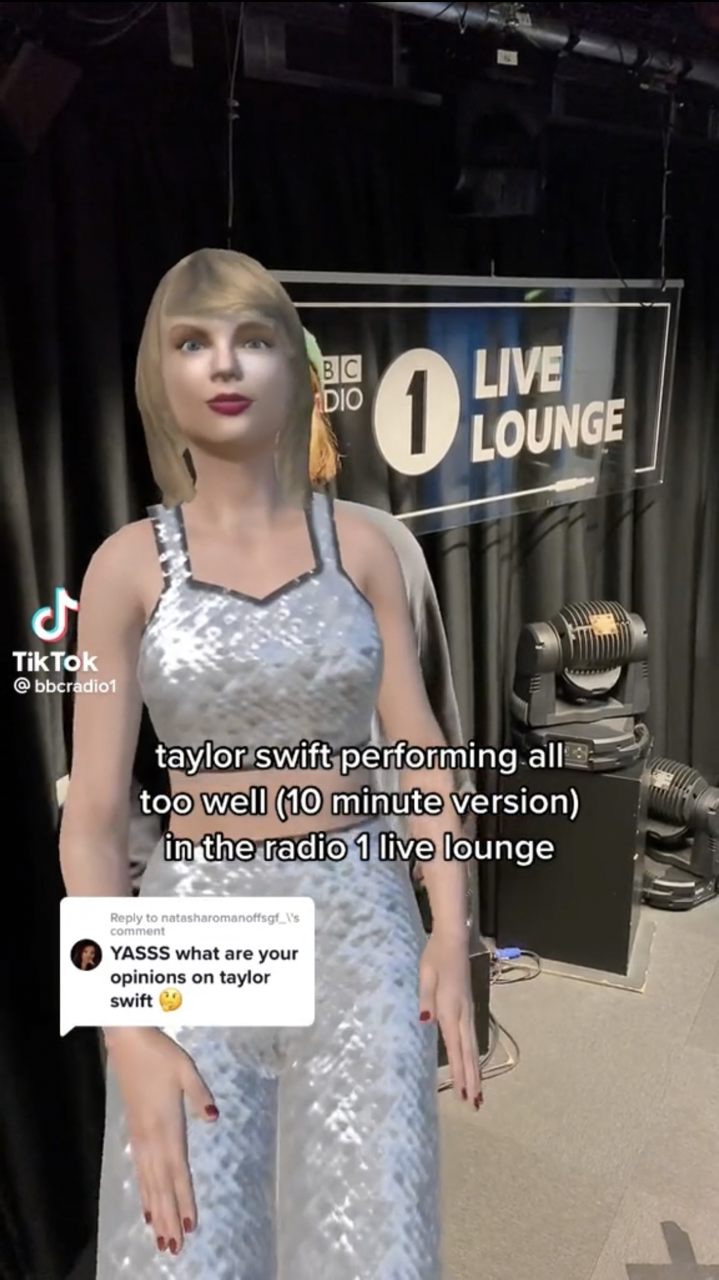 BBC
DIO
1
LIVE
LOUNGE
TikTok
@bbcradio1
taylor swift performing all
too well (10 minute version)
in the radio 1 live lounge
Reply to natasharomanoffsgf_\'s
comment
YASSS what are your
opinions on taylor
swift 🤔